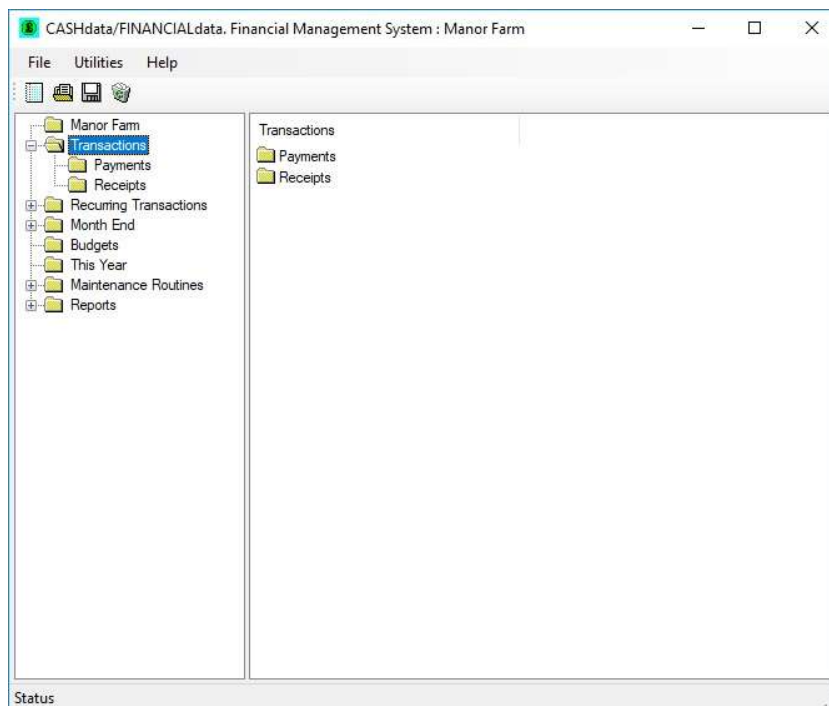 CASHdata/FINANCIALdata. Financial Management System : Manor Farm
File Utilities Help
Manor Farm
Transactions
Payments
Receipts
Recurring Transactions
Month End
Budgets
This Year
Maintenance Routines
Reports
Transactions
Payments
Receipts
Status